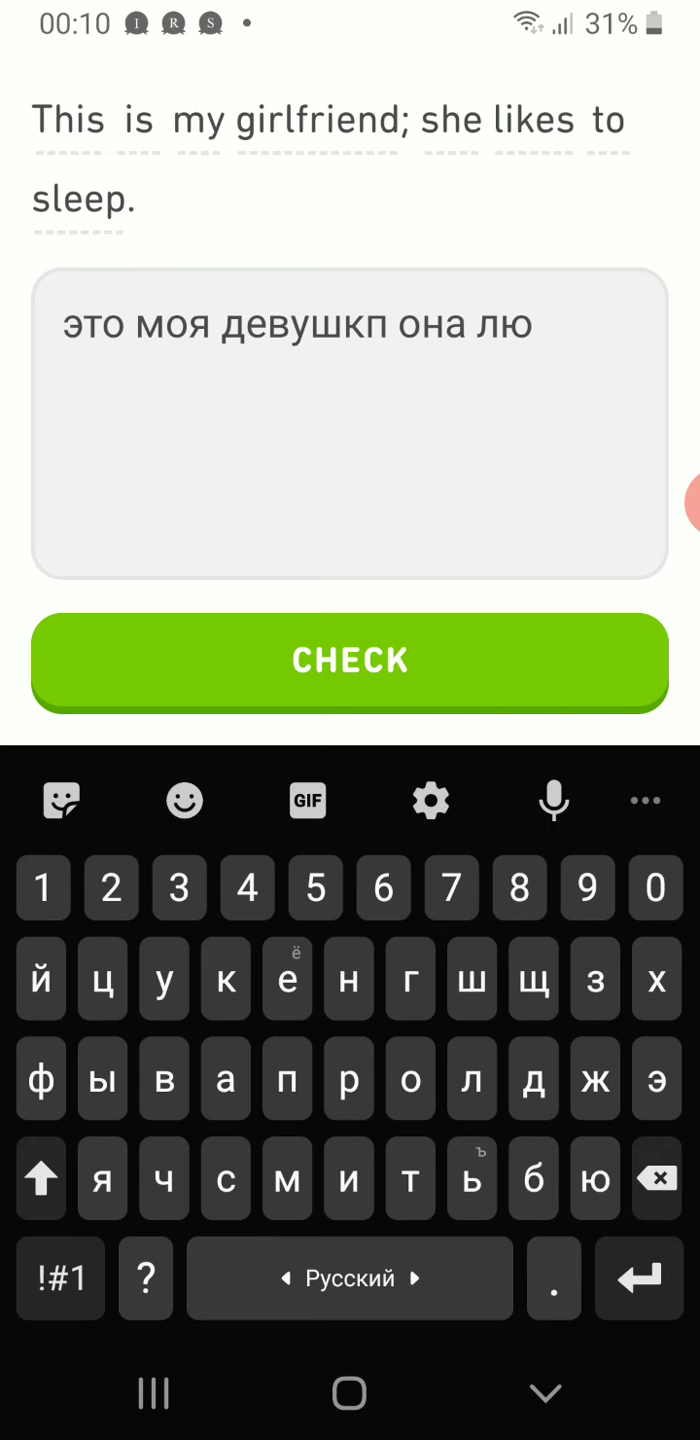 00:10 I R S 31%
This is my girlfriend; she likes to
sleep.
это моя девушкп она лю
CHECK
GIF
1 2 3 4 5 6 7 8 9 0
й ц у к е ё н г ш щ з х
ф ы в а п р о л д ж э
я ч с м и т ь ъ б ю
!#1 ? Русский .